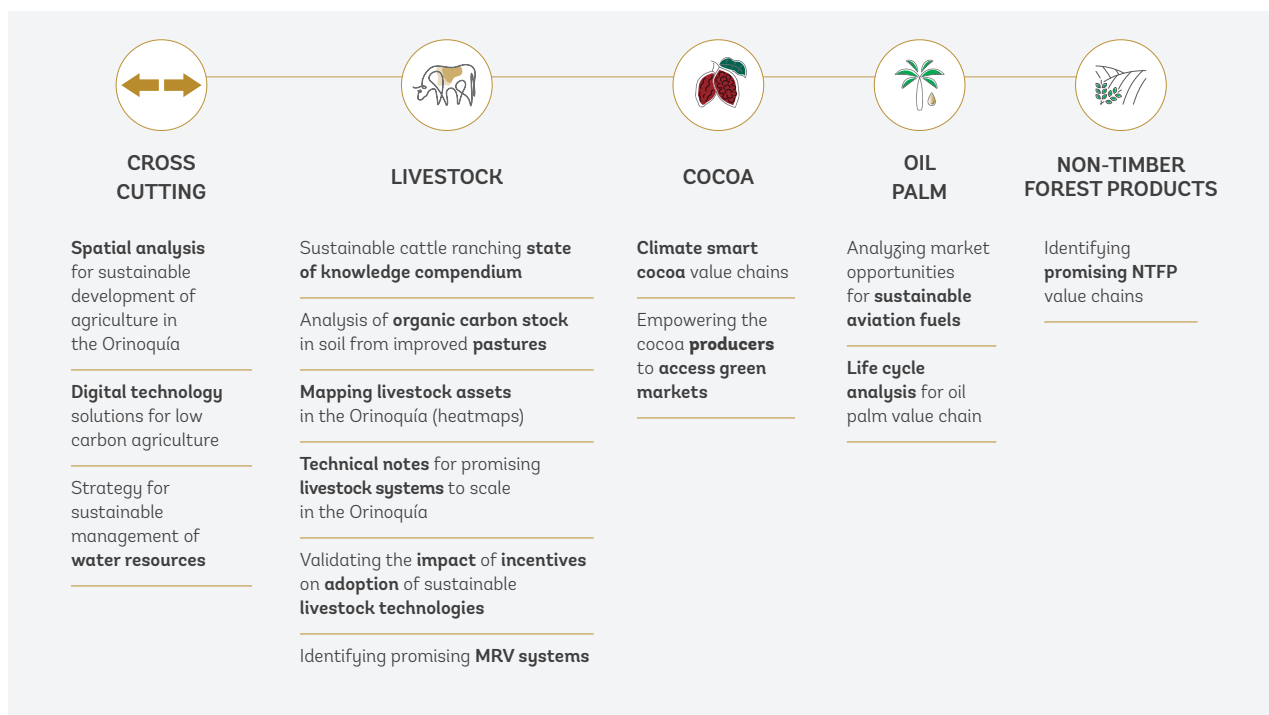 CROSS
CUTTING
Spatial analysis
for sustainable
development of
agriculture in
the Orinoquía
Digital technology
solutions for low
carbon agriculture
Strategy for
sustainable
management of
water resources
LIVESTOCK
Sustainable cattle ranching state
of knowledge compendium
Analysis of organic carbon stock
in soil from improved pastures
Mapping livestock assets
in the Orinoquía (heatmaps)
Technical notes for promising
livestock systems to scale
in the Orinoquía
Validating the impact of incentives
on adoption of sustainable
livestock technologies
Identifying promising MRV systems
COCOA
Climate smart
cocoa value chains
Empowering the
cocoa producers
to access green
markets
OIL
PALM
Analyzing market
opportunities
for sustainable
aviation fuels
Life cycle
analysis for oil
palm value chain
NON-TIMBER
FOREST PRODUCTS
Identifying
promising NTFP
value chains